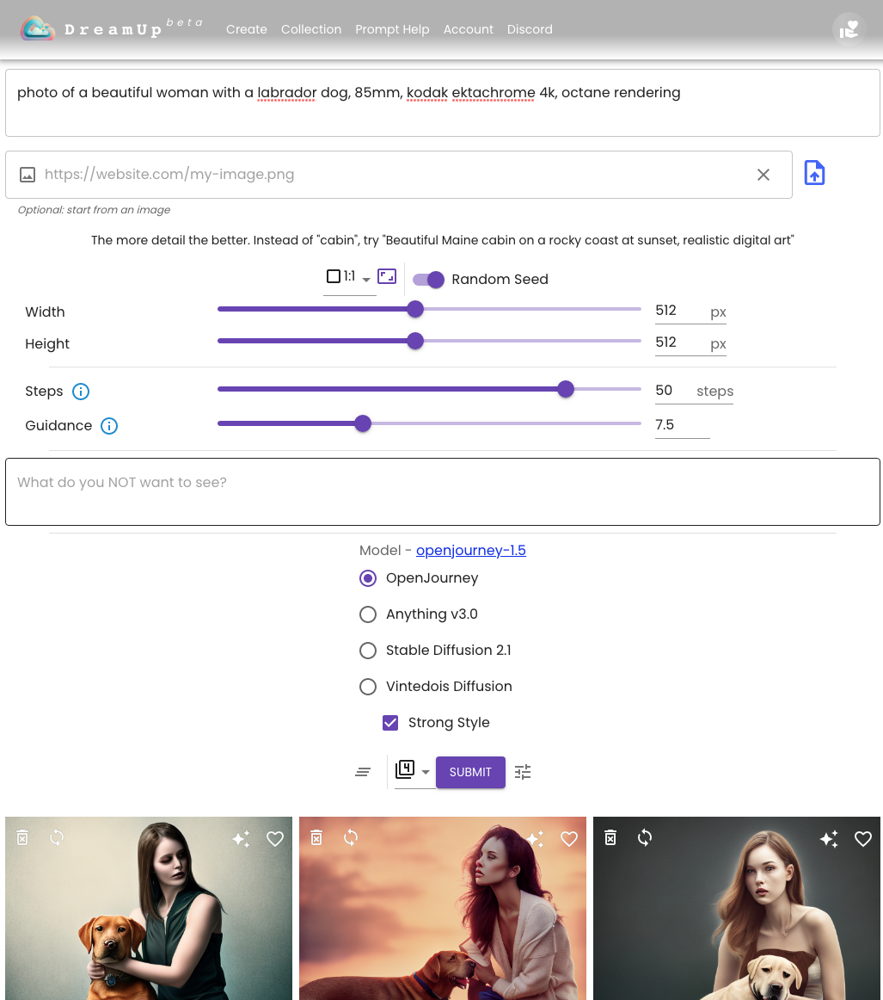 DreamUp beta Create Collection Prompt Help Account Discord
photo of a beautiful woman with a labrador dog, 85mm, kodak ektachrome 4k, octane rendering
https://website.com/my-image.png
Optional: start from an image
The more detail the better. Instead of "cabin", try "Beautiful Maine cabin on a rocky coast at sunset, realistic digital art"
1:1 Random Seed
Width 512 px
Height 512 px
Steps 50 steps
Guidance 7.5
What do you NOT want to see?
Model - openjourney-1.5
OpenJourney
Anything v3.0
Stable Diffusion 2.1
Vintedois Diffusion
Strong Style
4 SUBMIT